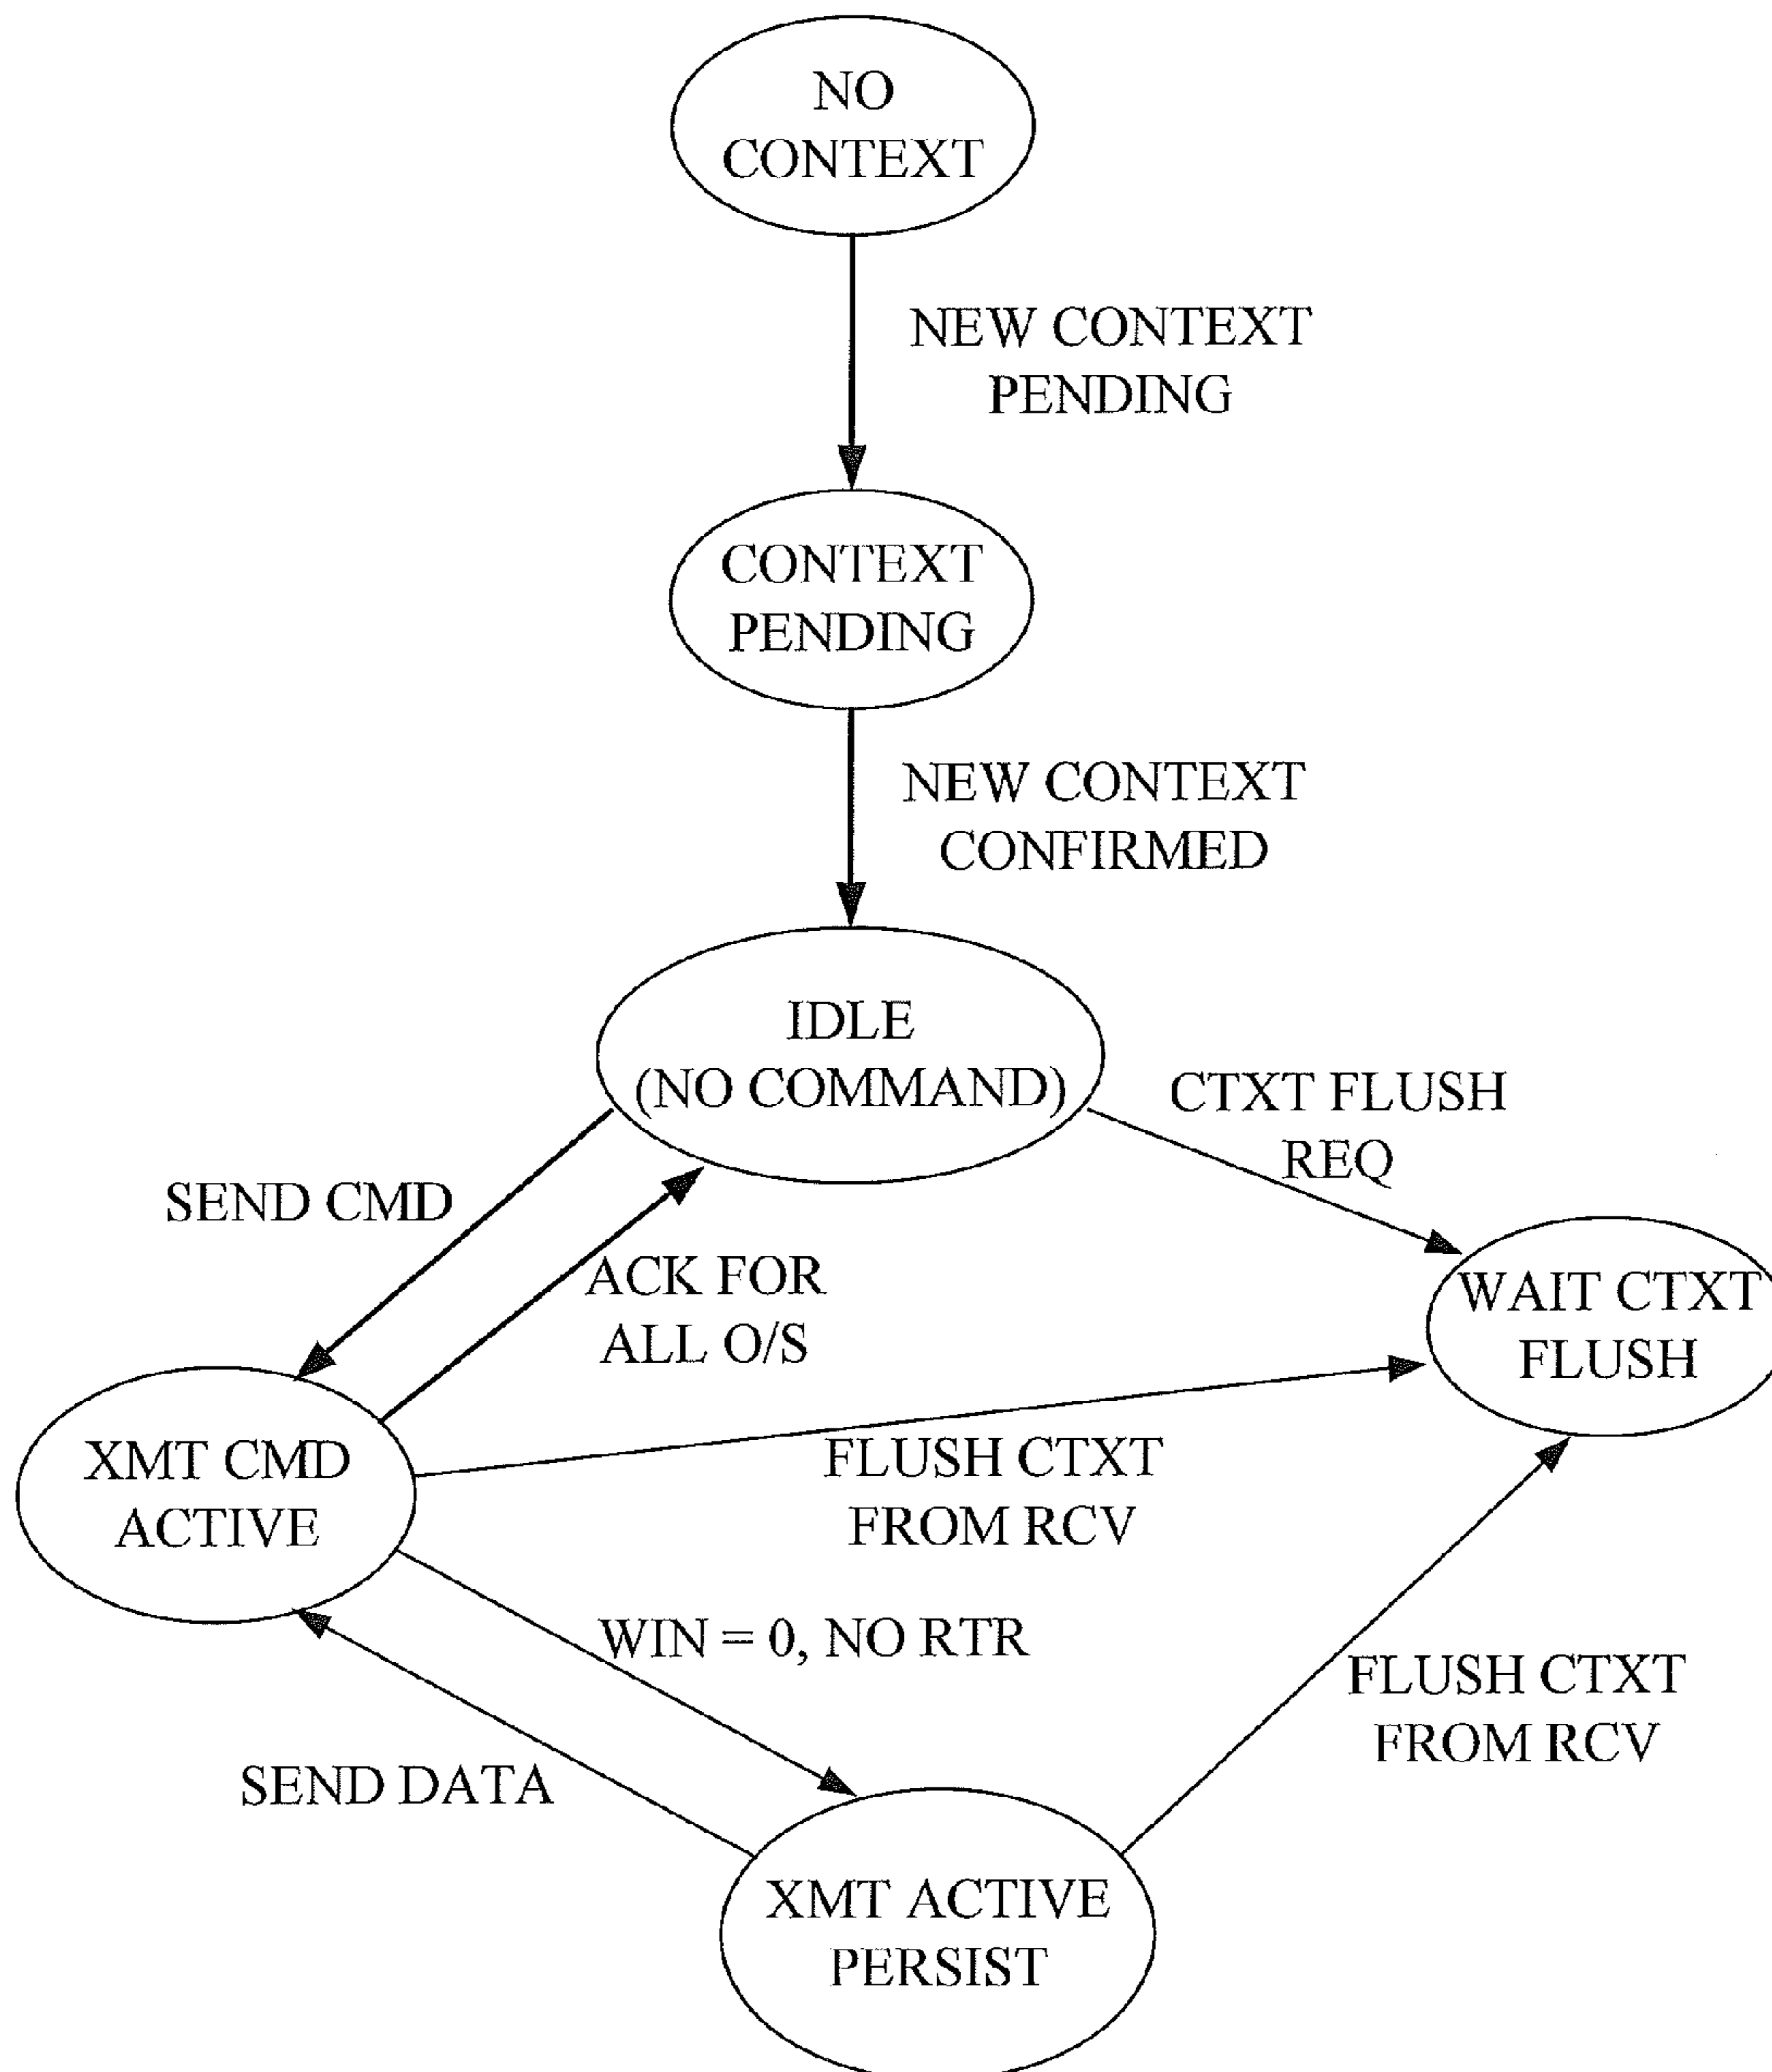 NO
CONTEXT
NEW CONTEXT
PENDING
CONTEXT
PENDING
NEW CONTEXT
CONFIRMED
IDLE
(NO COMMAND)
CTXT FLUSH
REQ
SEND CMD
ACK FOR
ALL O/S
WAIT CTXT
FLUSH
XMT CMD
ACTIVE
FLUSH CTXT
FROM RCV
WIN = 0, NO RTR
FLUSH CTXT
FROM RCV
SEND DATA
XMT ACTIVE
PERSIST